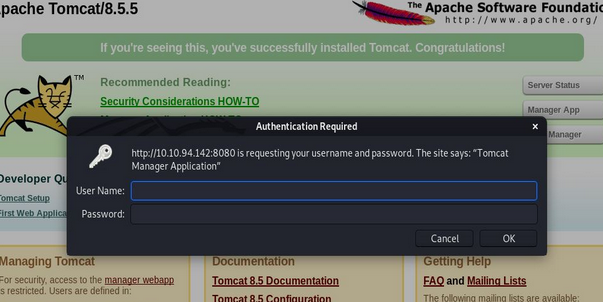 pache Tomcat/8.5.5
The Apache Software Foundatio
http://www.apache.org/
If you're seeing this, you've successfully installed Tomcat. Congratulations!
TM
Recommended Reading:
Security Considerations HOW-TO
Server Status
Manager App
Manager
Authentication Required
http://10.10.94.142:8080 is requesting your username and password. The site says: “Tomcat
Manager Application”
User Name:
Password:
Cancel
OK
Developer Qu
Tomcat Setup
First Web Applica
Managing Tomcat
For security, access to the manager webapp
is restricted. Users are defined in:
Documentation
Tomcat 8.5 Documentation
Tomcat 8.5 Configuration
Getting Help
FAQ and Mailing Lists
The following mailing lists are available: